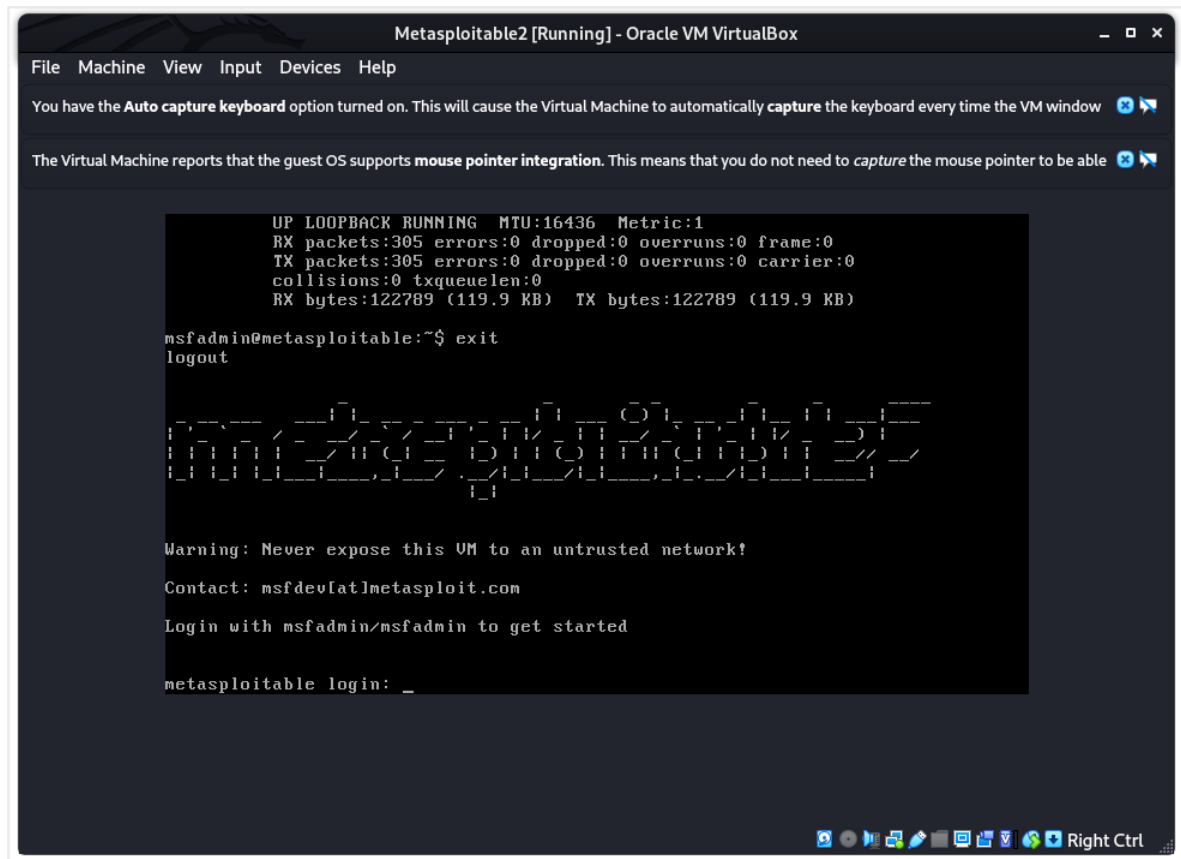 Metasploitable2 [Running] - Oracle VM VirtualBox
File Machine View Input Devices Help
You have the Auto capture keyboard option turned on. This will cause the Virtual Machine to automatically capture the keyboard every time the VM window
The Virtual Machine reports that the guest OS supports mouse pointer integration. This means that you do not need to capture the mouse pointer to be able
UP LOOPBACK RUNNING MTU:16436 Metric:1
RX packets:305 errors:0 dropped:0 overruns:0 frame:0
TX packets:305 errors:0 dropped:0 overruns:0 carrier:0
collisions:0 txqueuelen:0
RX bytes:122789 (119.9 KB) TX bytes:122789 (119.9 KB)
msfadmin@metasploitable:~$ exit
logout
metasploitable2
Warning: Never expose this VM to an untrusted network!
Contact: msfdev[at]metasploit.com
Login with msfadmin/msfadmin to get started
metasploitable login: _
Right Ctrl